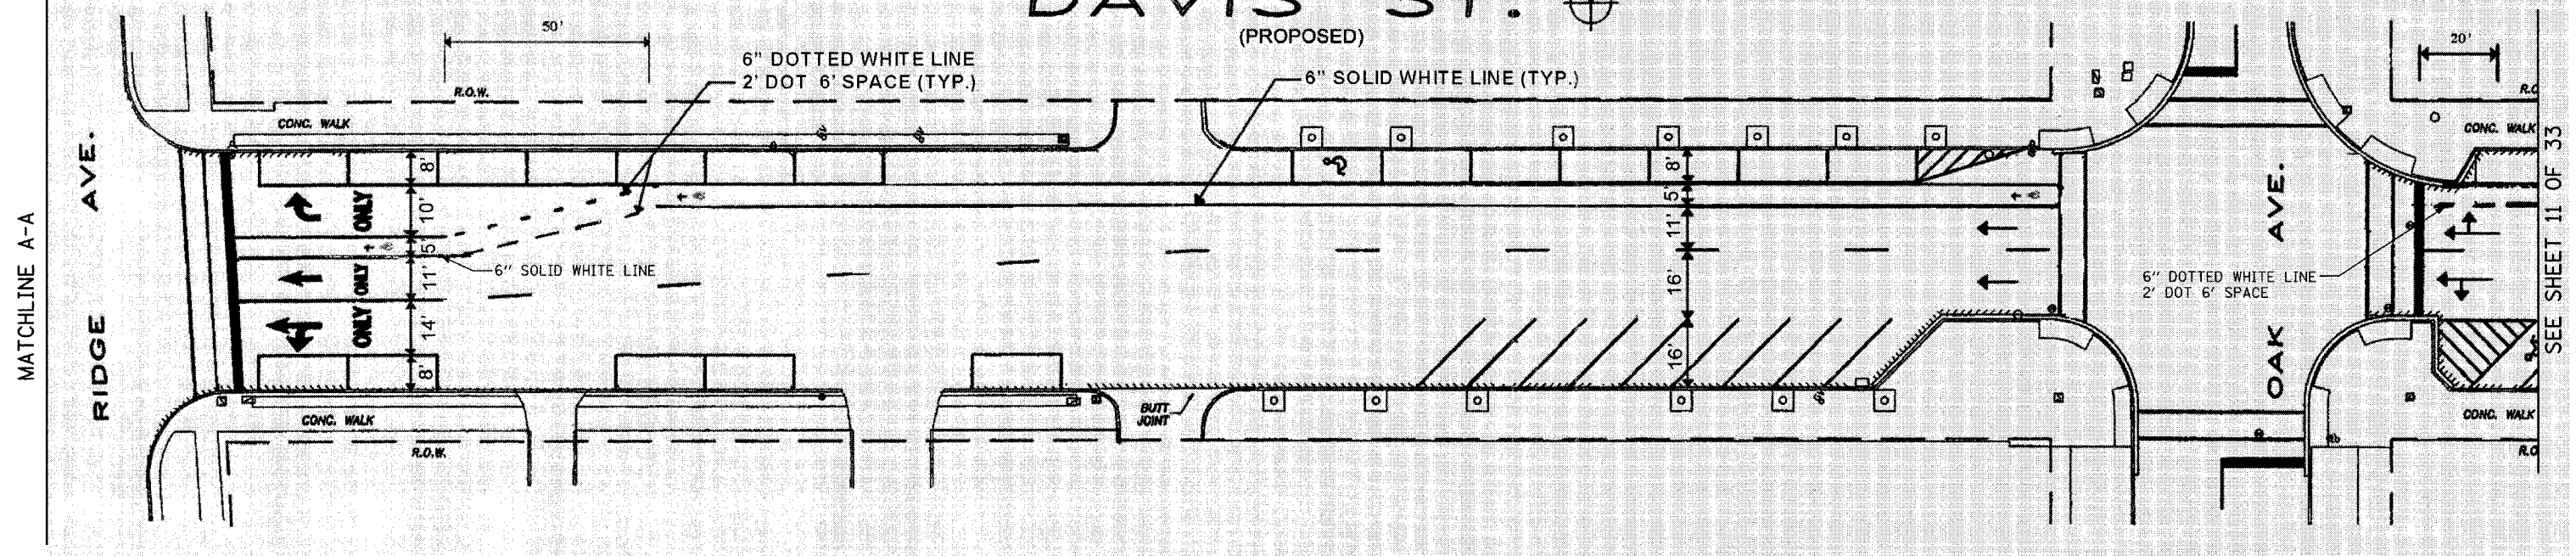 DAVIS ST.
(PROPOSED)
50'
20'
6" DOTTED WHITE LINE
2' DOT 6' SPACE (TYP.)
6" SOLID WHITE LINE (TYP.)
R.O.W.
CONC. WALK
R.O
CONC. WALK
MATCHLINE A-A
RIDGE AVE.
8'
10'
5'
11'
14'
8'
ONLY
ONLY
ONLY
6" SOLID WHITE LINE
8'
5'
11'
16'
16'
OAK AVE.
6" DOTTED WHITE LINE
2' DOT 6' SPACE
SEE SHEET 11 OF 33
CONC. WALK
R.O.W.
BUTT
JOINT
CONC. WALK
R.O